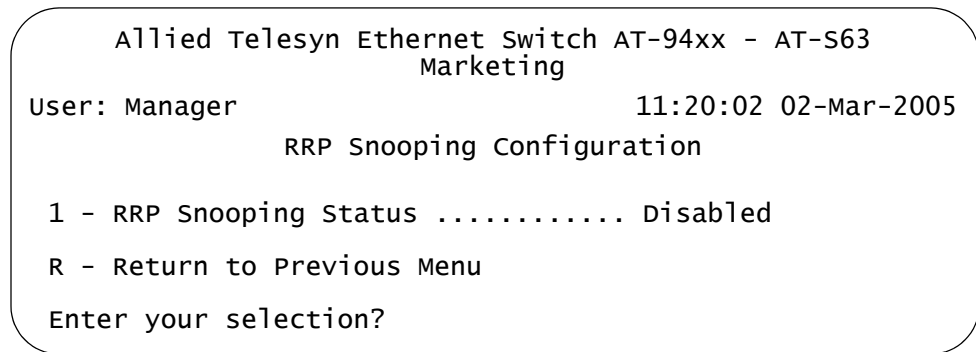 Allied Telesyn Ethernet Switch AT-94xx - AT-S63
Marketing
User: Manager 11:20:02 02-Mar-2005
RRP Snooping Configuration
1 - RRP Snooping Status ............ Disabled
R - Return to Previous Menu
Enter your selection?